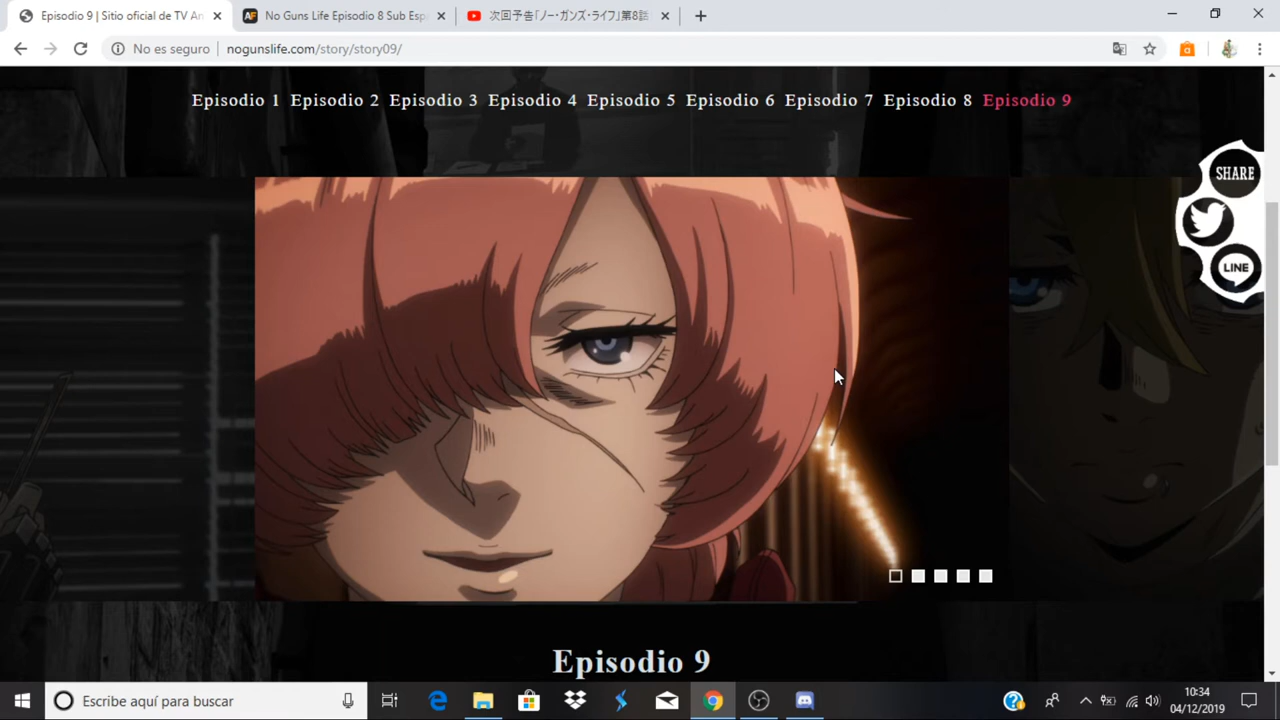 Episodio 9 | Sitio oficial de TV An
No Guns Life Episodio 8 Sub Esp
次回予告「ノー・ガンズ・ライフ」第8話
No es seguro
nogunslife.com/story/story09/
Episodio 1 Episodio 2 Episodio 3 Episodio 4 Episodio 5 Episodio 6 Episodio 7 Episodio 8 Episodio 9
SHARE
LINE
Episodio 9
Escribe aquí para buscar
10:34
04/12/2019